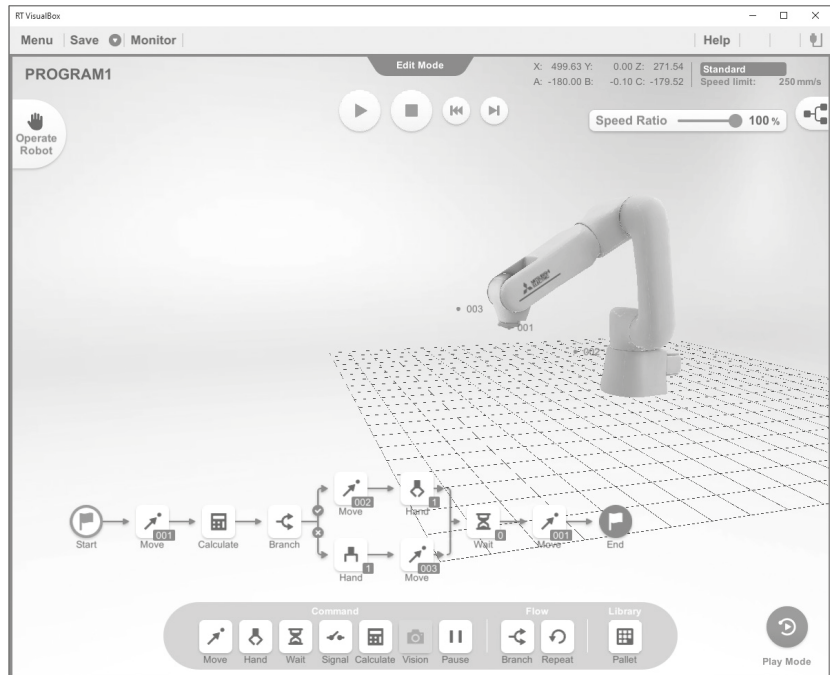 RT VisualBox
Menu Save Monitor Help
Edit Mode
PROGRAM1
X: 499.63 Y: 0.00 Z: 271.54
A: -180.00 B: -0.10 C: -179.52
Standard
Speed limit: 250 mm/s
Operate
Robot
Speed Ratio 100 %
003
001
002
002
Move
1
Hand
Start
001
Move
Calculate
Branch
0
Wait
001
Move
End
1
Hand
003
Move
Command Flow Library
Move Hand Wait Signal Calculate Vision Pause Branch Repeat Pallet
Play Mode